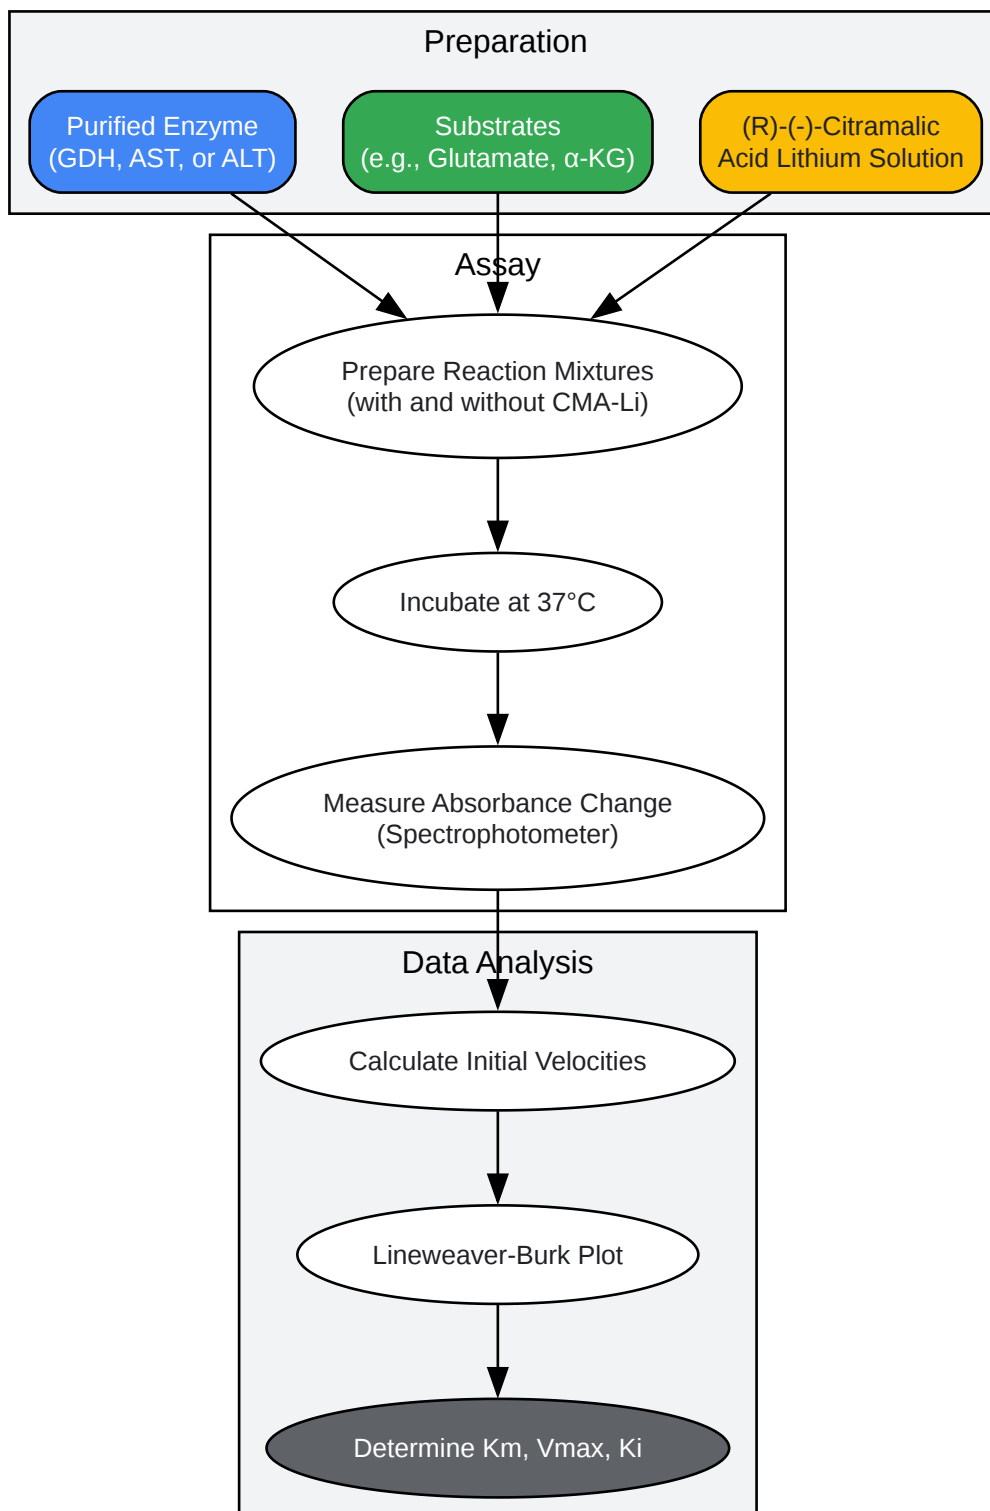 Preparation
Purified Enzyme
(GDH, AST, or ALT)
Substrates
(e.g., Glutamate, α-KG)
(R)-(-)-Citramalic
Acid Lithium Solution
Assay
Prepare Reaction Mixtures
(with and without CMA-Li)
Incubate at 37°C
Measure Absorbance Change
(Spectrophotometer)
Data Analysis
Calculate Initial Velocities
Lineweaver-Burk Plot
Determine Km, Vmax, Ki